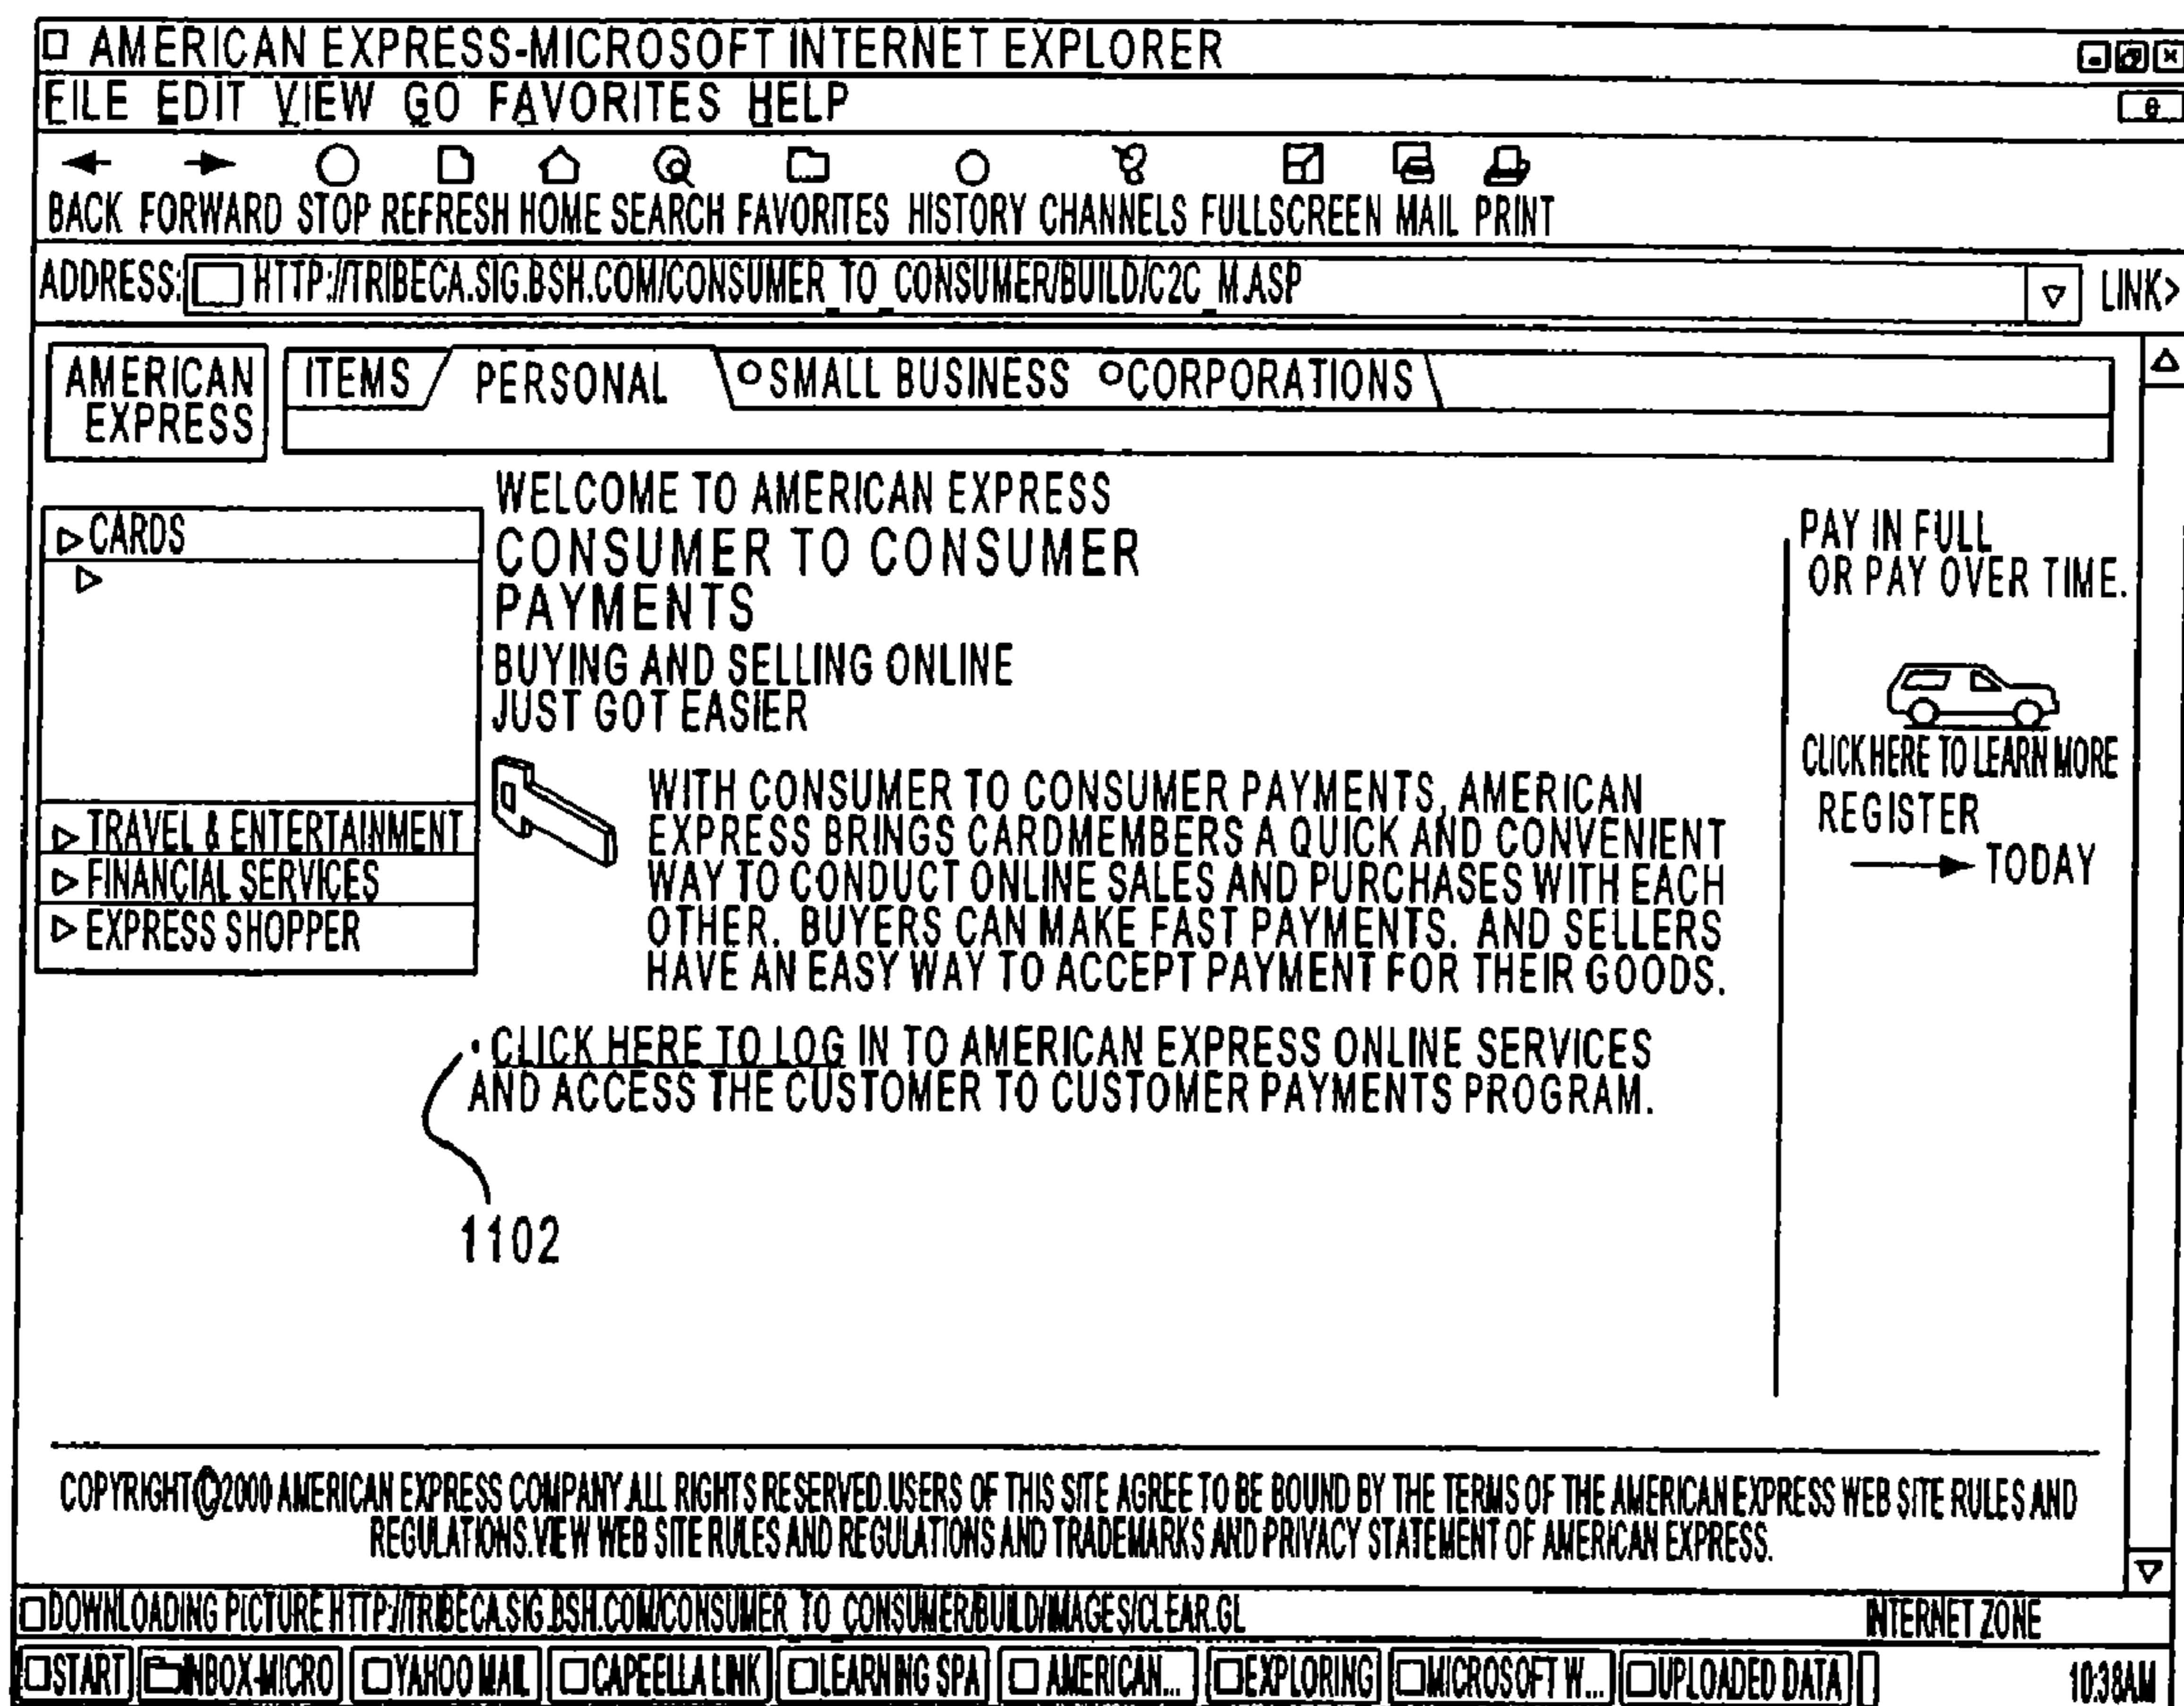 AMERICAN EXPRESS-MICROSOFT INTERNET EXPLORER
FILE EDIT VIEW GO FAVORITES HELP
BACK FORWARD STOP REFRESH HOME SEARCH FAVORITES HISTORY CHANNELS FULLSCREEN MAIL PRINT
ADDRESS: HTTP://TRIBECA.SIG.BSH.COM/CONSUMER_TO_CONSUMER/BUILD/C2C_M.ASP LINK>
AMERICAN
EXPRESS
ITEMS PERSONAL SMALL BUSINESS CORPORATIONS
CARDS
TRAVEL & ENTERTAINMENT
FINANCIAL SERVICES
EXPRESS SHOPPER
WELCOME TO AMERICAN EXPRESS
CONSUMER TO CONSUMER
PAYMENTS
BUYING AND SELLING ONLINE
JUST GOT EASIER
WITH CONSUMER TO CONSUMER PAYMENTS, AMERICAN
EXPRESS BRINGS CARDMEMBERS A QUICK AND CONVENIENT
WAY TO CONDUCT ONLINE SALES AND PURCHASES WITH EACH
OTHER. BUYERS CAN MAKE FAST PAYMENTS. AND SELLERS
HAVE AN EASY WAY TO ACCEPT PAYMENT FOR THEIR GOODS.
• CLICK HERE TO LOG IN TO AMERICAN EXPRESS ONLINE SERVICES
AND ACCESS THE CUSTOMER TO CUSTOMER PAYMENTS PROGRAM.
1102
PAY IN FULL
OR PAY OVER TIME.
CLICK HERE TO LEARN MORE
REGISTER
TODAY
COPYRIGHT©2000 AMERICAN EXPRESS COMPANY.ALL RIGHTS RESERVED.USERS OF THIS SITE AGREE TO BE BOUND BY THE TERMS OF THE AMERICAN EXPRESS WEB SITE RULES AND
REGULATIONS.VIEW WEB SITE RULES AND REGULATIONS AND TRADEMARKS AND PRIVACY STATEMENT OF AMERICAN EXPRESS.
DOWNLOADING PICTURE HTTP://TRIBECA.SIG.BSH.COM/CONSUMER_TO_CONSUMER/BUILD/IMAGES/CLEAR.GL INTERNET ZONE
START INBOX-MICRO YAHOO MAIL CAPEELLA LINK LEARNING SPA AMERICAN... EXPLORING MICROSOFT W... UPLOADED DATA 10:38AM